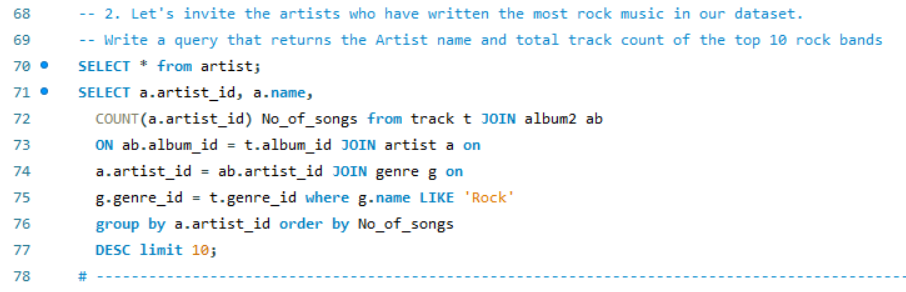 68 -- 2. Let's invite the artists who have written the most rock music in our dataset.
69 -- Write a query that returns the Artist name and total track count of the top 10 rock bands
70 SELECT * from artist;
71 SELECT a.artist_id, a.name,
72 COUNT(a.artist_id) No_of_songs from track t JOIN album2 ab
73 ON ab.album_id = t.album_id JOIN artist a on
74 a.artist_id = ab.artist_id JOIN genre g on
75 g.genre_id = t.genre_id where g.name LIKE 'Rock'
76 group by a.artist_id order by No_of_songs
77 DESC limit 10;
78 # ------------------------------------------------------------------------------------------